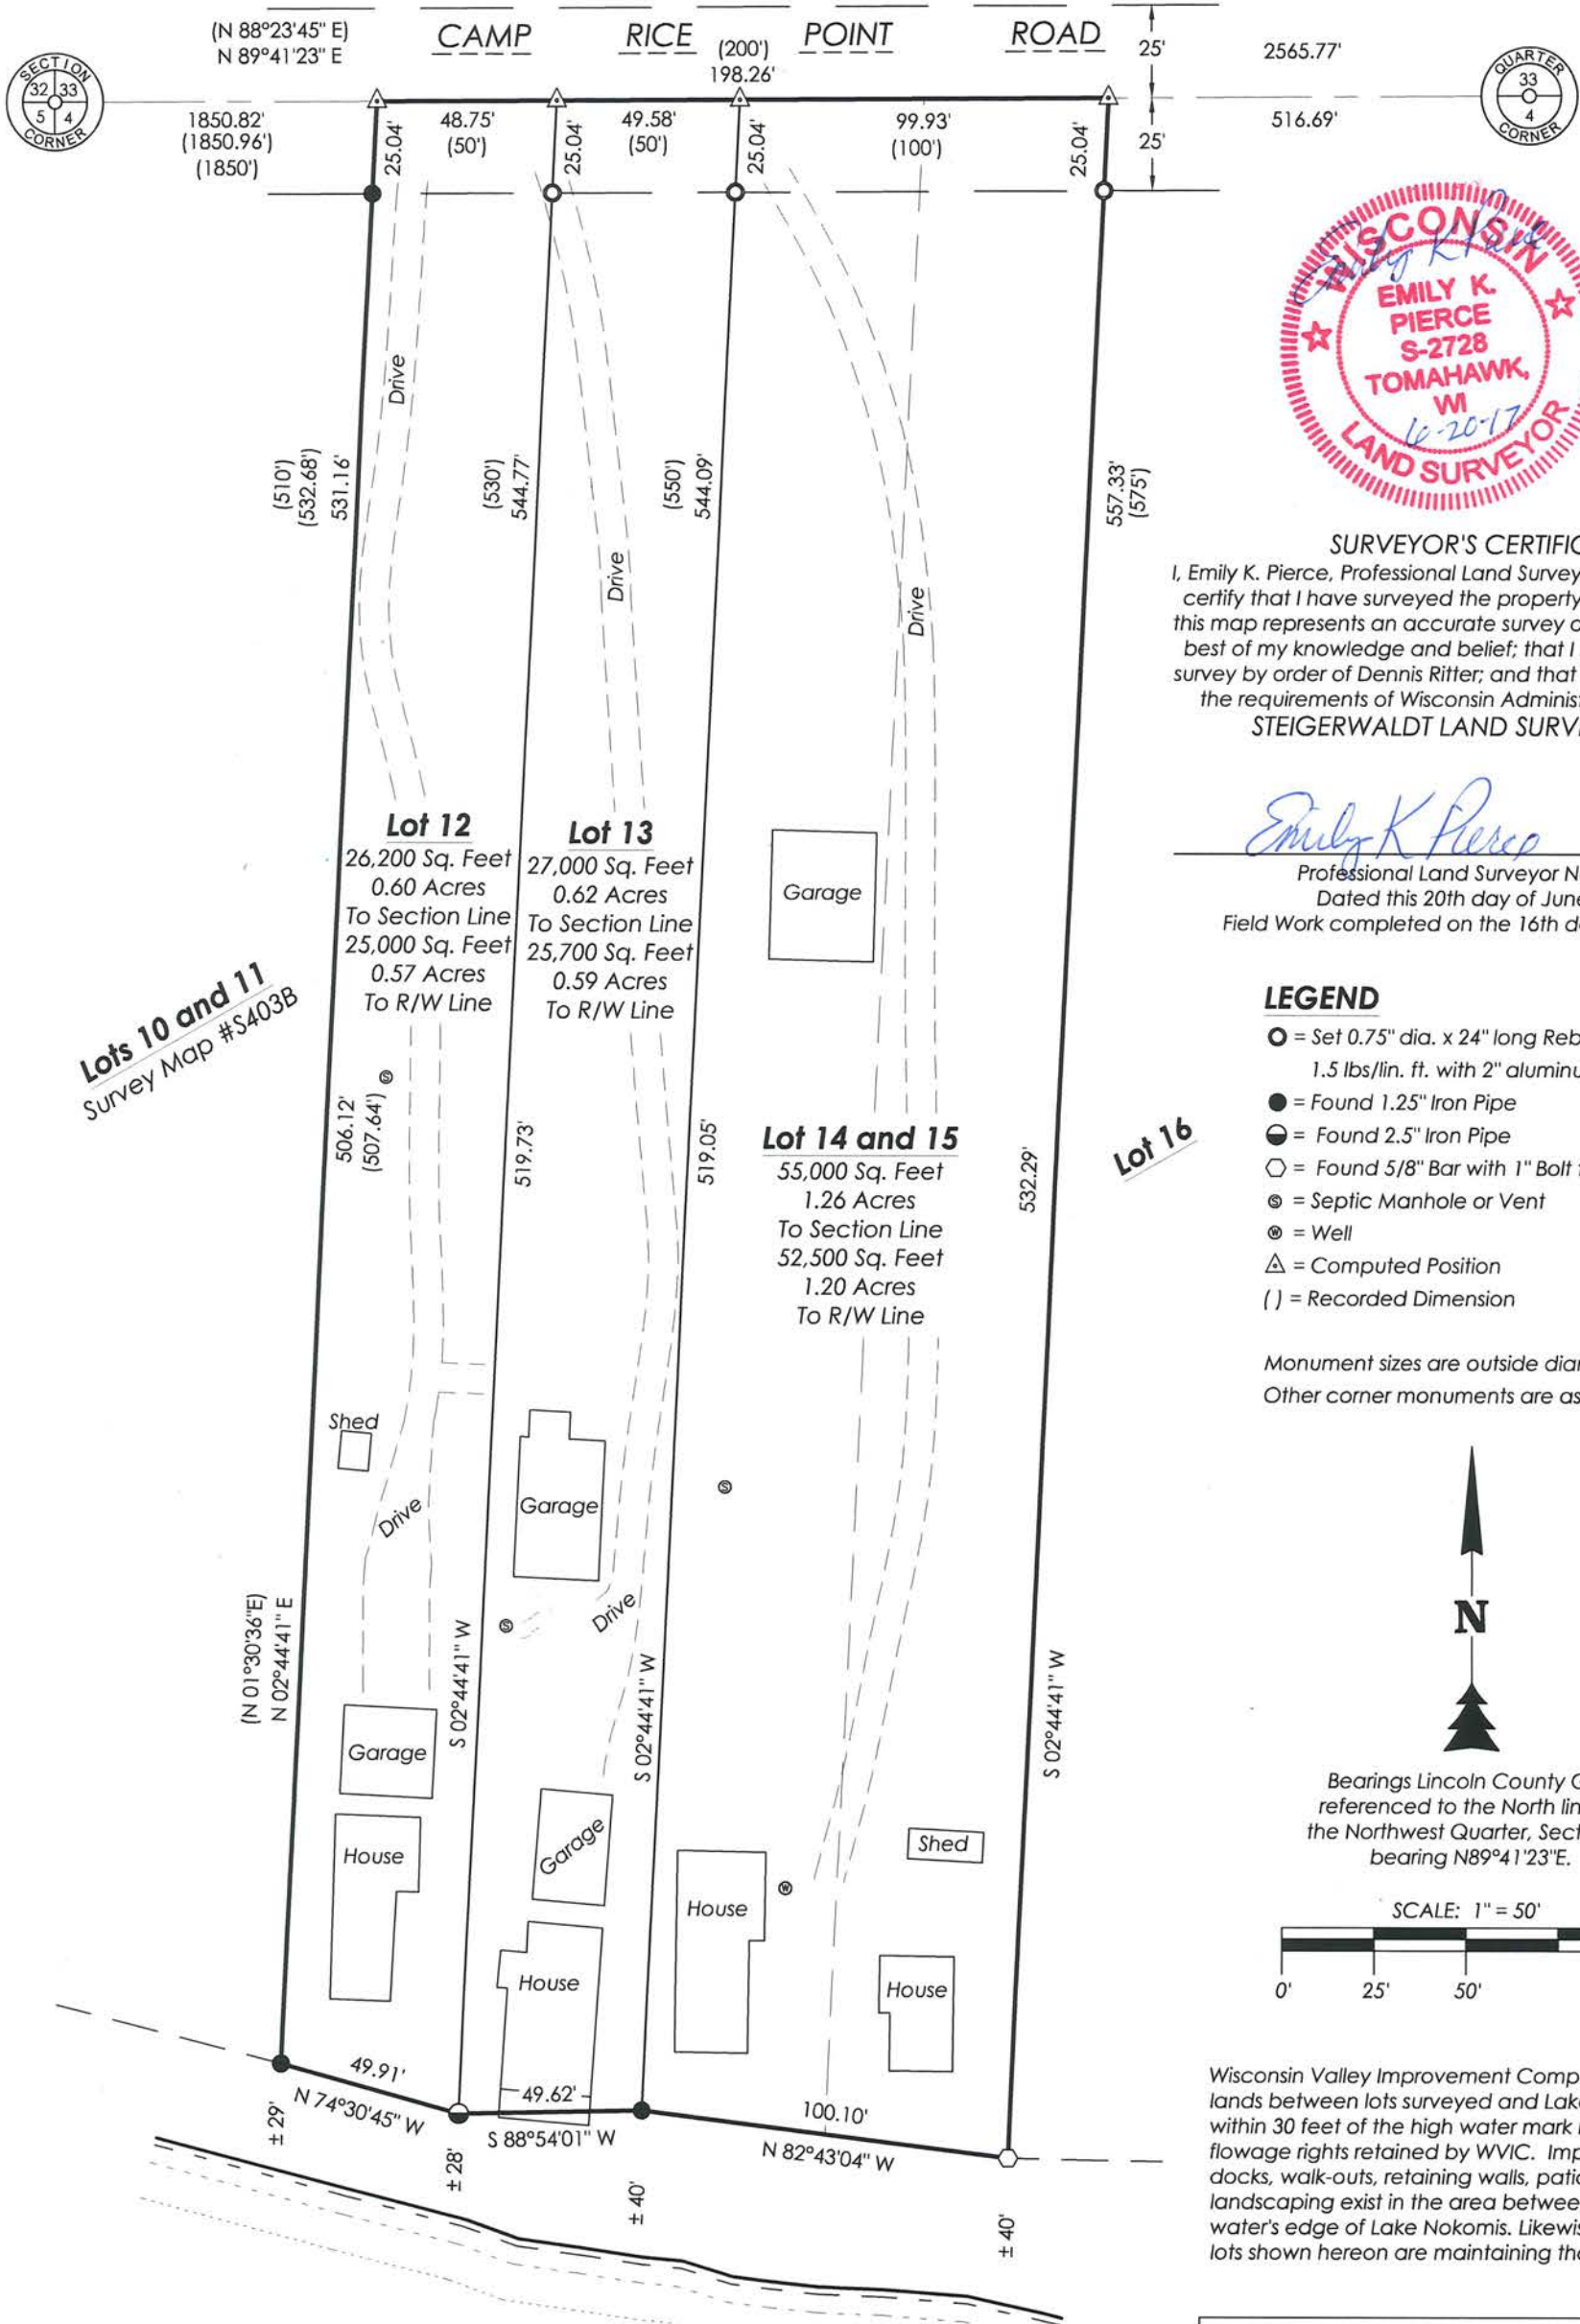 (N 88°23'45" E)
N 89°41'23" E
CAMP RICE POINT ROAD
(200')
198.26'
25'
2565.77'
SECTION
32 33
5 4
CORNER
QUARTER
33
4
CORNER
1850.82'
(1850.96')
(1850')
25.04'
48.75'
(50')
25.04'
49.58'
(50')
25.04'
99.93'
(100')
25.04'
25'
516.69'
WISCONSIN
EMILY K.
PIERCE
S-2728
TOMAHAWK,
WI
6-20-17
LAND SURVEYOR
Drive
(510')
(532.68')
531.16'
(530')
544.77'
Drive
(550')
544.09'
Drive
557.33'
(575')
SURVEYOR'S CERTIFIC
I, Emily K. Pierce, Professional Land Survey
certify that I have surveyed the property
this map represents an accurate survey o
best of my knowledge and belief; that I
survey by order of Dennis Ritter; and that
the requirements of Wisconsin Adminis
STEIGERWALDT LAND SURV
Emily K Pierce
Professional Land Surveyor N
Dated this 20th day of June
Field Work completed on the 16th d
Lot 12
26,200 Sq. Feet
0.60 Acres
To Section Line
25,000 Sq. Feet
0.57 Acres
To R/W Line
Lot 13
27,000 Sq. Feet
0.62 Acres
To Section Line
25,700 Sq. Feet
0.59 Acres
To R/W Line
Garage
Lots 10 and 11
Survey Map #S403B
LEGEND
= Set 0.75" dia. x 24" long Reb
1.5 lbs/lin. ft. with 2" aluminu
= Found 1.25" Iron Pipe
= Found 2.5" Iron Pipe
= Found 5/8" Bar with 1" Bolt
S = Septic Manhole or Vent
W = Well
= Computed Position
( ) = Recorded Dimension
Monument sizes are outside dia
Other corner monuments are as
S
506.12'
(507.64')
519.73'
519.05'
Lot 14 and 15
55,000 Sq. Feet
1.26 Acres
To Section Line
52,500 Sq. Feet
1.20 Acres
To R/W Line
532.29'
Lot 16
Shed
Drive
Garage
S
S
Drive
(N 01°30'36"E)
N 02°44'41" E
S 02°44'41" W
S 02°44'41" W
S 02°44'41" W
N
Garage
House
Garage
House
House
W
Shed
House
Bearings Lincoln County G
referenced to the North lin
the Northwest Quarter, Sect
bearing N89°41'23"E.
SCALE: 1" = 50'
0' 25' 50'
49.91'
N 74°30'45" W
49.62'
S 88°54'01" W
100.10'
N 82°43'04" W
± 29'
± 28'
± 40'
± 40'
Wisconsin Valley Improvement Comp
lands between lots surveyed and Lak
within 30 feet of the high water mark
flowage rights retained by WVIC. Imp
docks, walk-outs, retaining walls, patio
landscaping exist in the area betwee
water's edge of Lake Nokomis. Likewis
lots shown hereon are maintaining tho